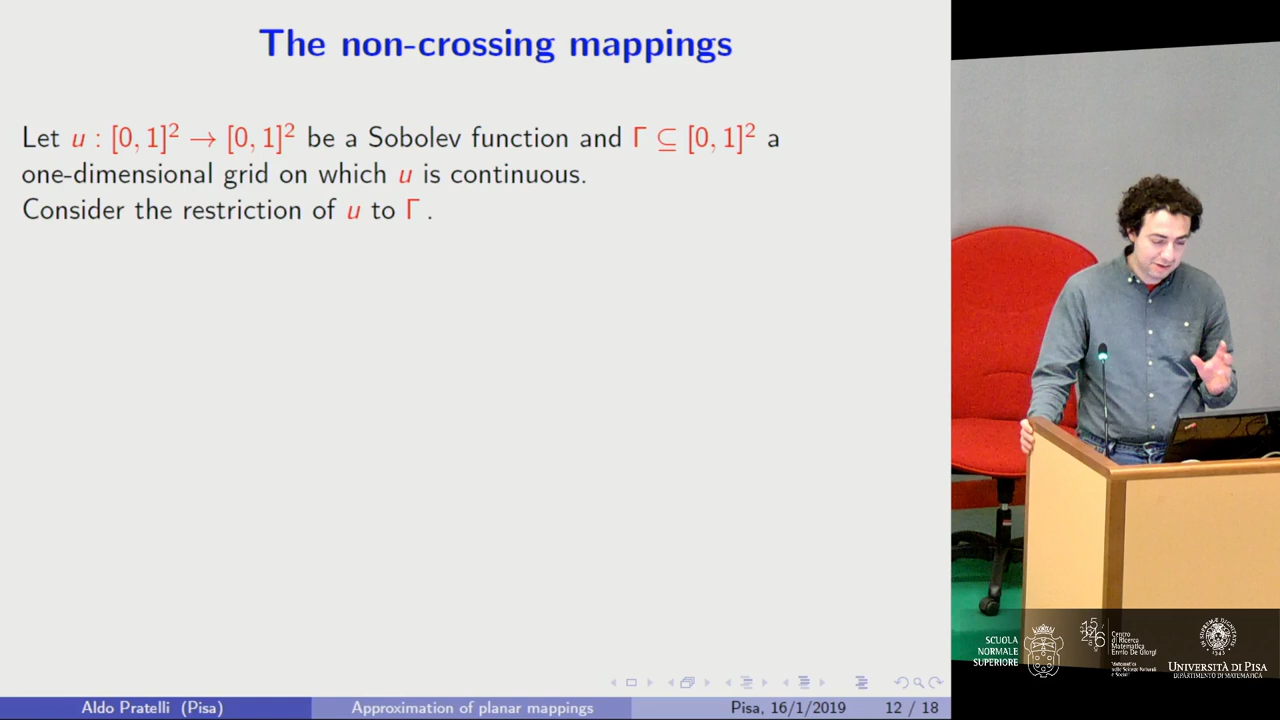 The non-crossing mappings
Let u : [0, 1]² → [0, 1]² be a Sobolev function and Γ ⊆ [0, 1]² a
one-dimensional grid on which u is continuous.
Consider the restriction of u to Γ .
Aldo Pratelli (Pisa)
Approximation of planar mappings
Pisa, 16/1/2019
12 / 18
SCUOLA
NORMALE
SUPERIORE
Centro
di Ricerca
Matematica
Ennio De Giorgi
UNIVERSITÀ DI PISA
DIPARTIMENTO DI MATEMATICA